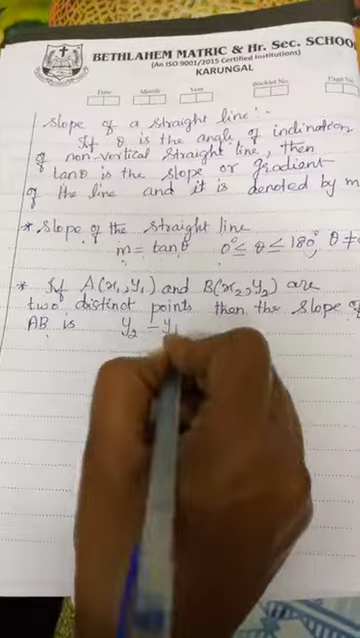 BETHLAHEM MATRIC & Hr. Sec. SCHOO
(An ISO 9001/2015 Certified Institutions)
KARUNGAL
Date Month Year Booklet No. Page No.
Slope of a straight line :-
If θ is the angle of inclination
of non-vertical straight line, then
tanθ is the slope or gradient
of the line and it is denoted by m
* Slope of the straight line
m = tanθ 0° ≤ θ ≤ 180°, θ ≠
* If A(x₁, y₁) and B(x₂, y₂) are
two distinct points then the slope of
AB is y₂ - y₁